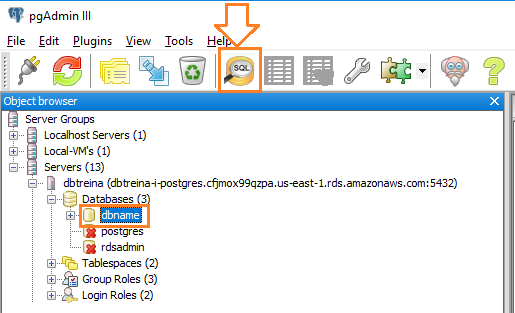 pgAdmin III
File Edit Plugins View Tools Help
SQL
Object browser
Server Groups
Localhost Servers (1)
Local-VM's (1)
Servers (13)
dbtreina (dbtreina-i-postgres.cfjmox99qzpa.us-east-1.rds.amazonaws.com:5432)
Databases (3)
dbname
postgres
rdsadmin
Tablespaces (2)
Group Roles (3)
Login Roles (2)